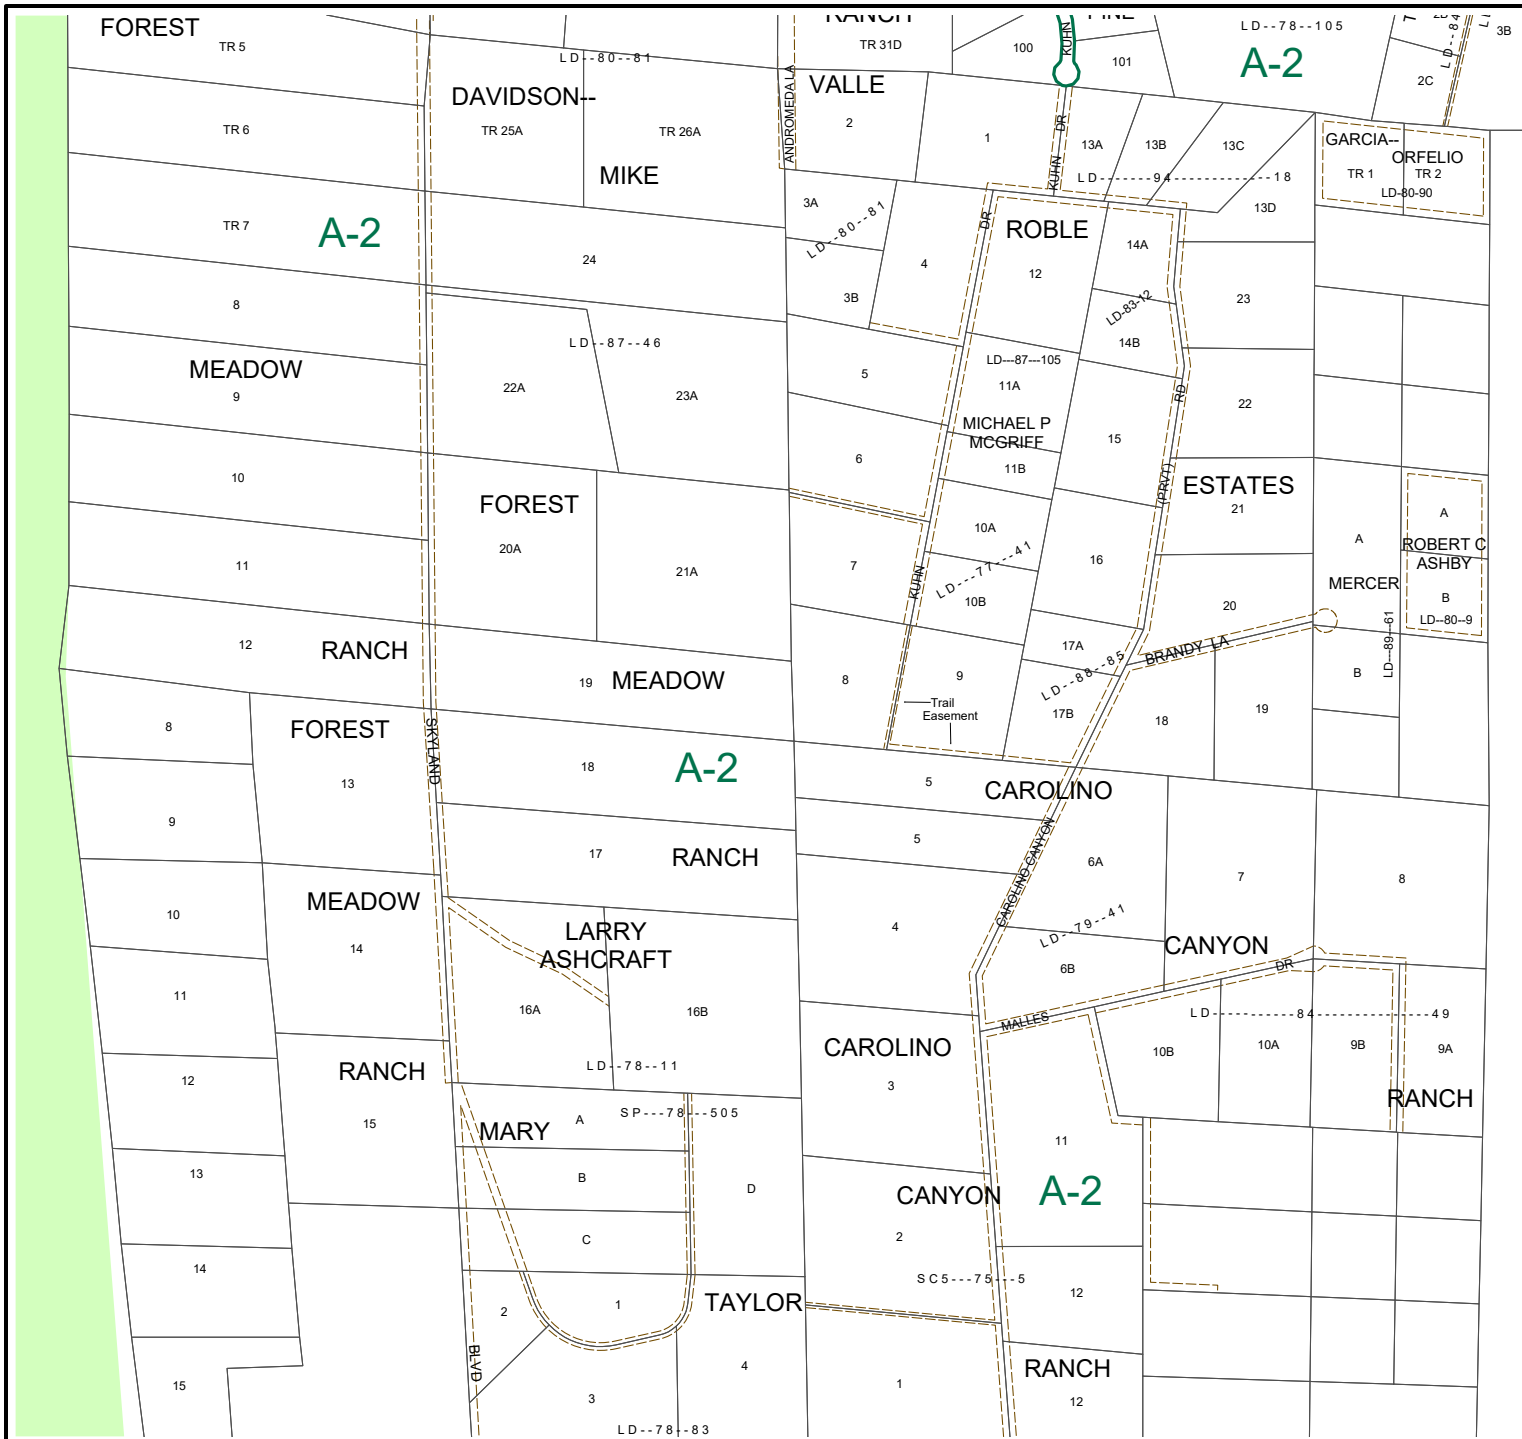 FOREST
TR 5
LD--80--81
RANCH
TR 31D
100
KUHN
PINE
101
LD--78--105
A-2
2C
3B
DAVIDSON--
TR 25A
TR 26A
MIKE
ANDROMEDA LA
VALLE
2
1
KUHN DR
13A
13B
13C
LD------94--------18
13D
GARCIA--
ORFELIO
TR 1
TR 2
LD-80-90
TR 6
TR 7
A-2
24
3A
LD--80--81
3B
4
DR
ROBLE
12
14A
LD-83-12
14B
23
8
LD--87--46
MEADOW
9
22A
23A
5
LD---87---105
11A
MICHAEL P
MCGRIFF
11B
15
RD
22
6
10
FOREST
20A
21A
(PRVT)
ESTATES
21
10A
LD---77---41
10B
16
A
MERCER
A
ROBERT C
ASHBY
B
LD--80--9
11
7
KUHN
20
12
RANCH
19
MEADOW
8
9
17A
LD--88--85
17B
BRANDY LA
B
LD---89---61
Trail
Easement
18
19
8
FOREST
13
SKYLAND
18
A-2
5
CAROLINO
9
17
RANCH
5
CAROLINO CANYON
6A
7
8
10
MEADOW
14
LARRY
ASHCRAFT
4
LD---79--41
6B
CANYON
DR
11
16A
16B
MALLES
LD-----------84------------49
10B
10A
9B
9A
12
RANCH
LD--78--11
CAROLINO
3
RANCH
15
MARY
A
SP---78---505
11
13
B
D
CANYON
A-2
C
2
14
SC5---75---5
2
1
TAYLOR
12
BLVD
RANCH
15
3
4
1
12
LD--78--83